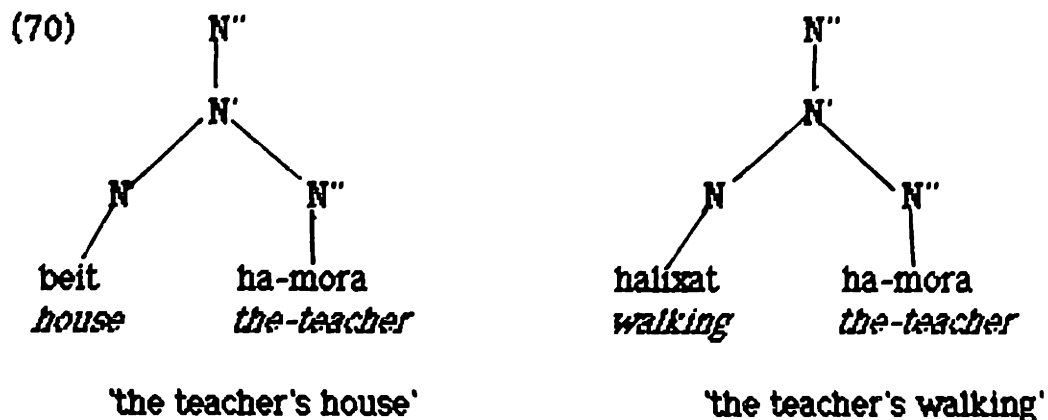 (70) N" N"
N' N'
N N" N N"
beit ha-mora halixat ha-mora
house the-teacher walking the-teacher
'the teacher's house' 'the teacher's walking'